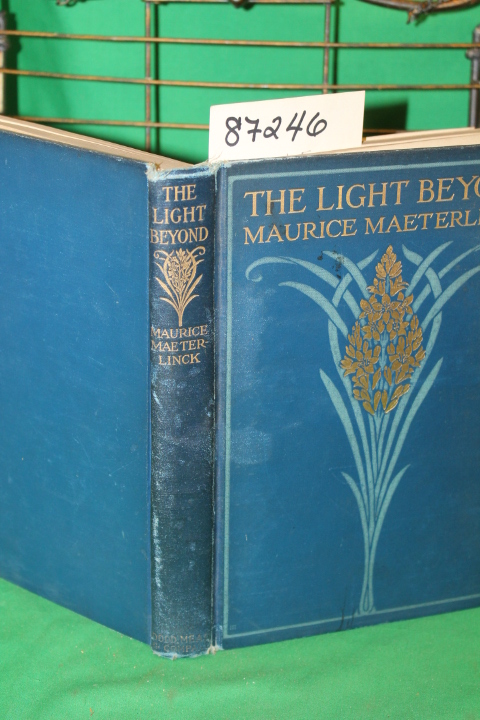 87246
THE
LIGHT
BEYOND
MAURICE
MAETER-
LINCK
THE LIGHT BEYO
MAURICE MAETERL